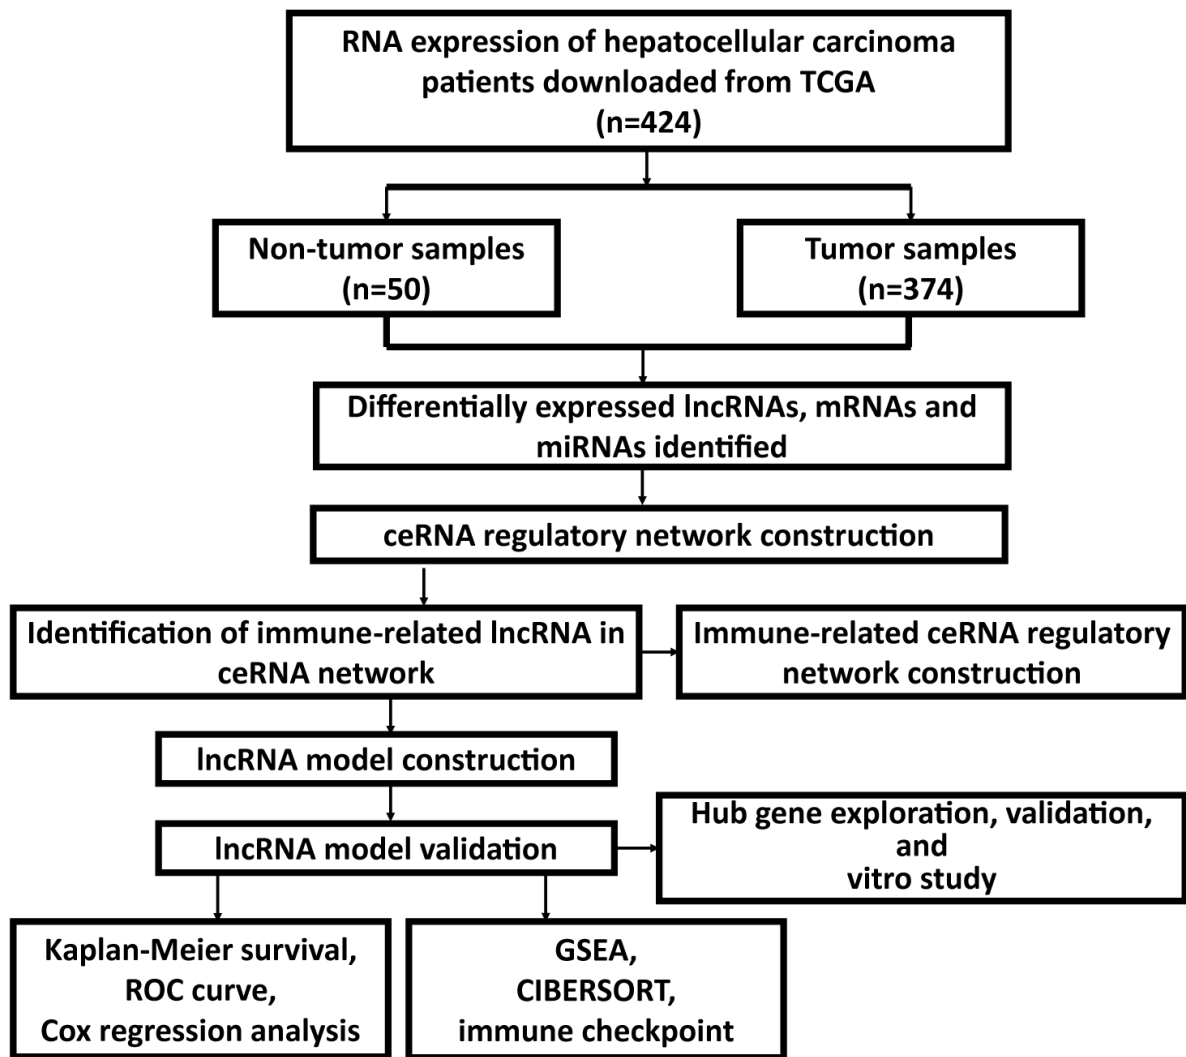 RNA expression of hepatocellular carcinoma
patients downloaded from TCGA
(n=424)
Non-tumor samples
(n=50)
Tumor samples
(n=374)
Differentially expressed lncRNAs, mRNAs and
miRNAs identified
ceRNA regulatory network construction
Identification of immune-related lncRNA in
ceRNA network
Immune-related ceRNA regulatory
network construction
lncRNA model construction
lncRNA model validation
Hub gene exploration, validation,
and
vitro study
Kaplan-Meier survival,
ROC curve,
Cox regression analysis
GSEA,
CIBERSORT,
immune checkpoint